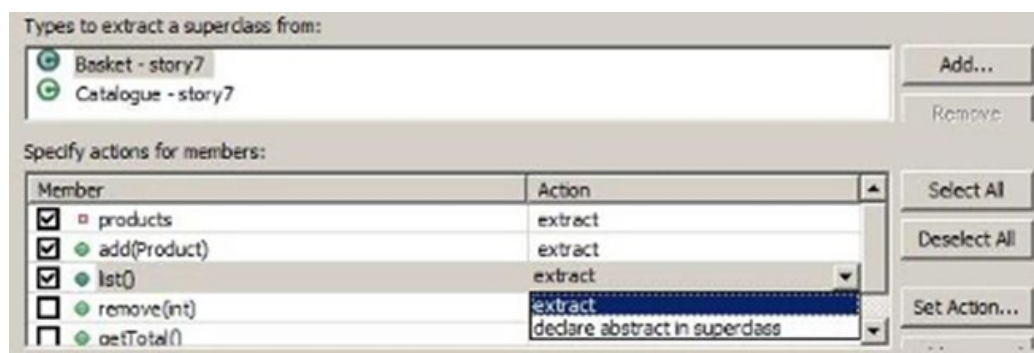 Types to extract a superclass from:
Basket - story7
Add...
Catalogue - story7
Remove
Specify actions for members:
Member Action
Select All
products extract
add(Product) extract
Deselect All
list() extract
remove(int) extract
Set Action...
getTotal() declare abstract in superclass